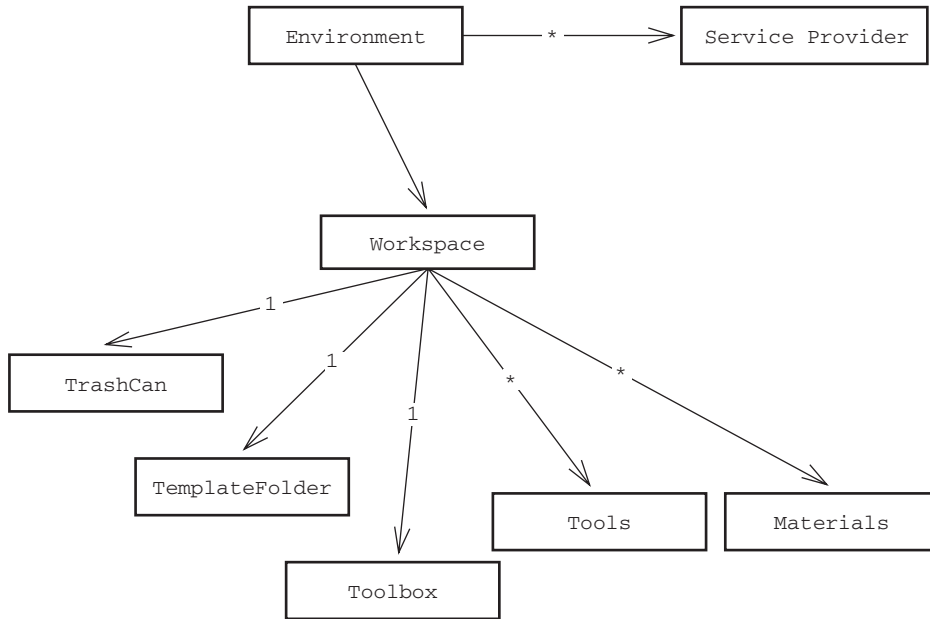 Environment
*
Service Provider
Workspace
1
TrashCan
1
TemplateFolder
1
Toolbox
*
Tools
*
Materials